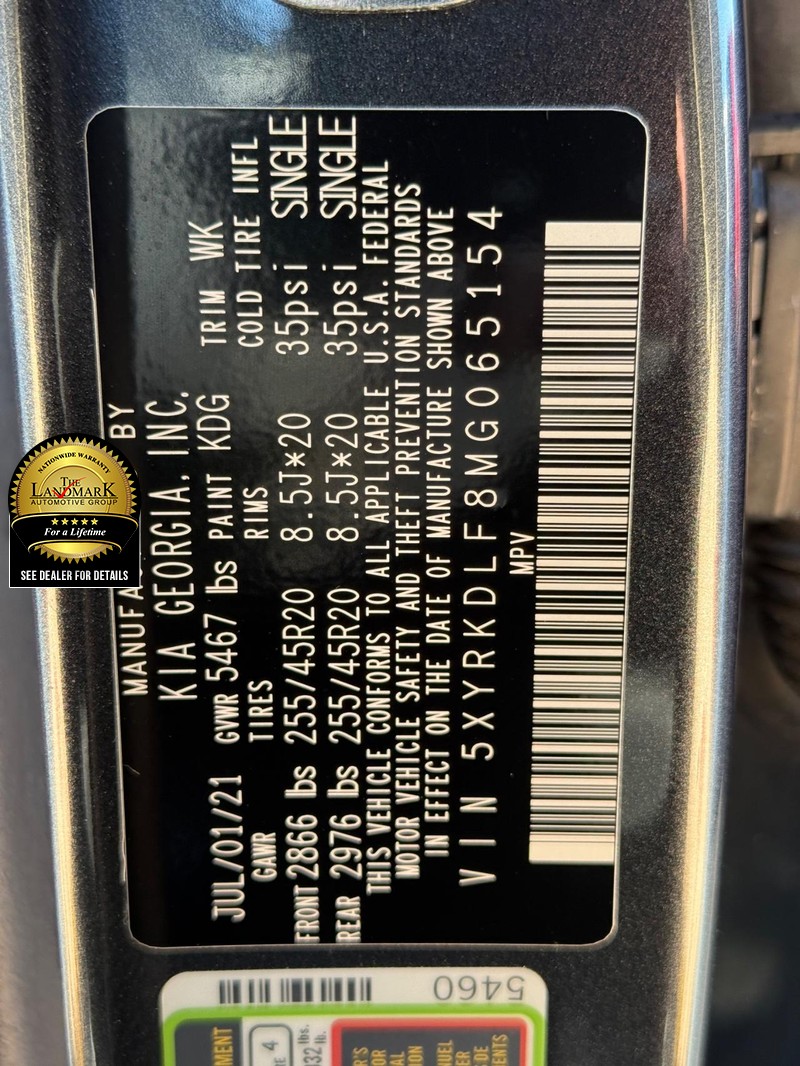 MANUFA BY
KIA GEORGIA, INC.
JUL/01/21 GVWR 5467 lbs PAINT KDG TRIM WK
GAWR TIRES RIMS COLD TIRE INFL
FRONT 2866 lbs 255/45R20 8.5J*20 35psi SINGLE
REAR 2976 lbs 255/45R20 8.5J*20 35psi SINGLE
THIS VEHICLE CONFORMS TO ALL APPLICABLE U.S.A. FEDERAL
MOTOR VEHICLE SAFETY AND THEFT PREVENTION STANDARDS
IN EFFECT ON THE DATE OF MANUFACTURE SHOWN ABOVE
VIN 5XYRKDLF8MG065154
MPV
NATIONWIDE WARRANTY
THE LANDMARK
AUTOMOTIVE GROUP
For a Lifetime
SEE DEALER FOR DETAILS
5460
4
lbs.
lb.